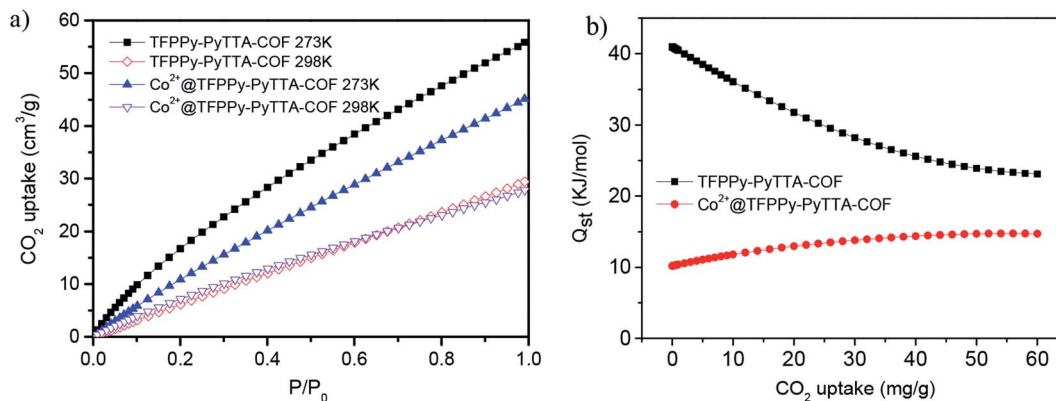 a)
CO₂ uptake (cm³/g)
60
50
40
30
20
10
0
TFPPy-PyTTA-COF 273K
TFPPy-PyTTA-COF 298K
Co²⁺@TFPPy-PyTTA-COF 273K
Co²⁺@TFPPy-PyTTA-COF 298K
0.0 0.2 0.4 0.6 0.8 1.0
P/P₀
b)
Qst (KJ/mol)
40
30
20
10
0
TFPPy-PyTTA-COF
Co²⁺@TFPPy-PyTTA-COF
0 10 20 30 40 50 60
CO₂ uptake (mg/g)